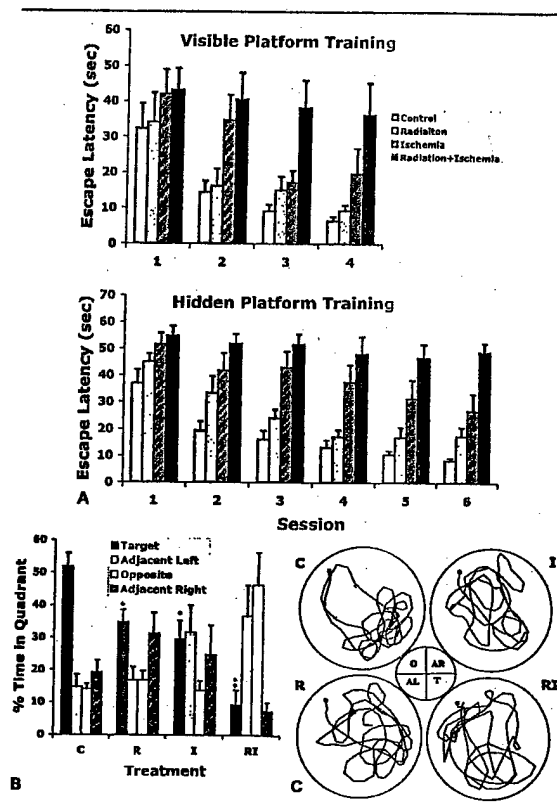 Visible Platform Training
Escape Latency (sec)
60
50
40
30
20
10
0
Control
Radiaiton
Ischemia
Radiation+Ischemia
1 2 3 4
Hidden Platform Training
Escape Latency (sec)
70
60
50
40
30
20
10
0
1 2 3 4 5 6
A
Session
% Time in Quadrant
60
50
40
30
20
10
0
Target
Adjacent Left
Opposite
Adjacent Right
*
*
**
C R I RI
Treatment
B
C I
O AR
AL T
R RI
C